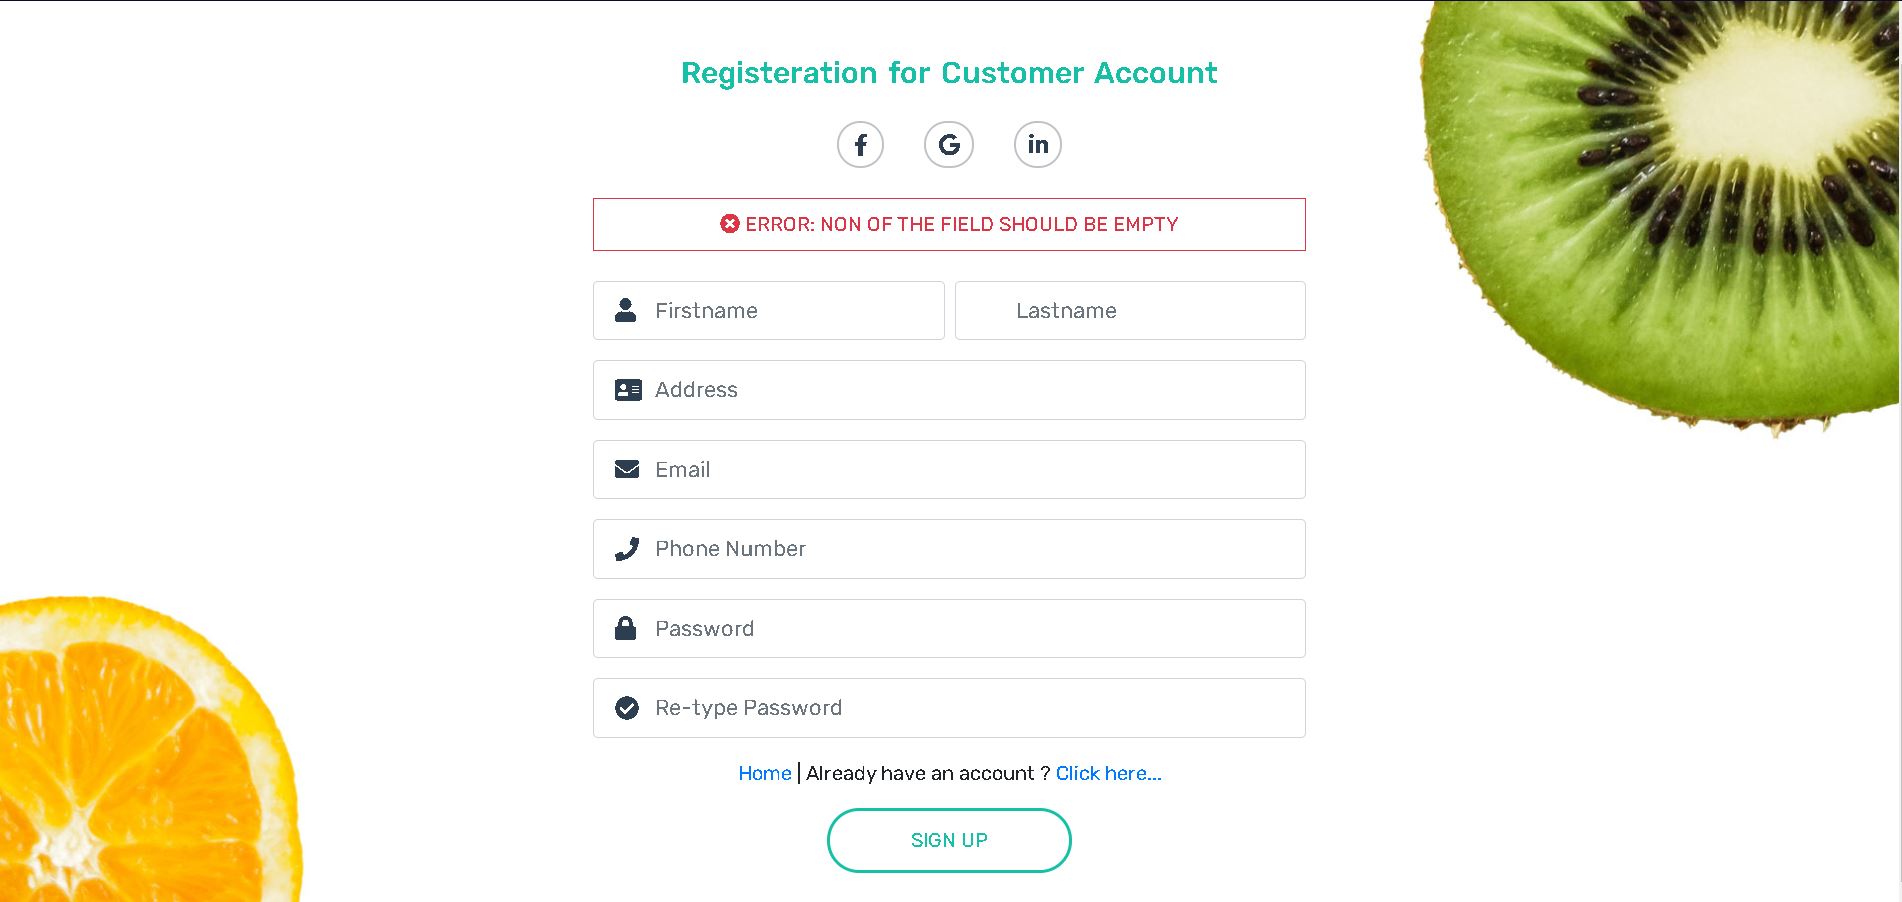 Registeration for Customer Account
f G in
ERROR: NON OF THE FIELD SHOULD BE EMPTY
Firstname Lastname
Address
Email
Phone Number
Password
Re-type Password
Home | Already have an account ? Click here...
SIGN UP